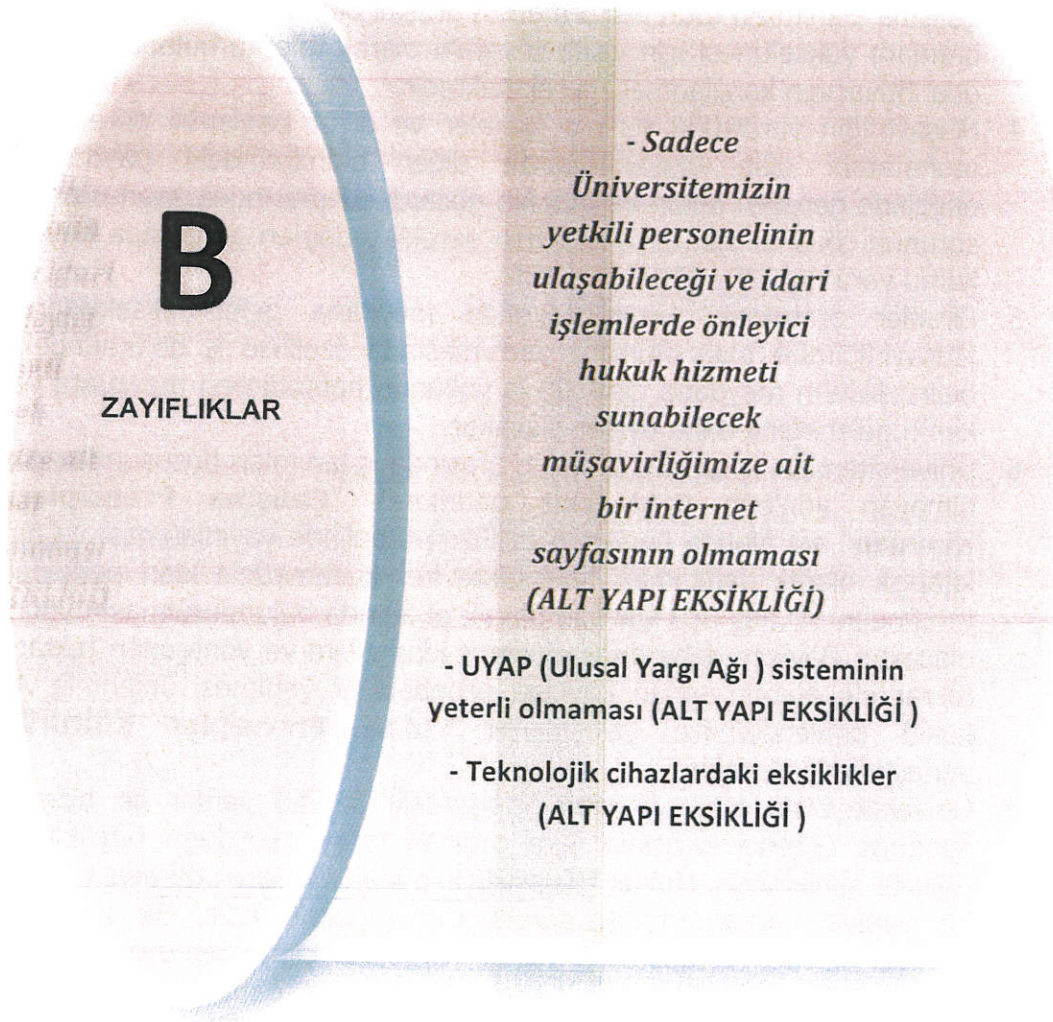 B
ZAYIFLIKLAR
- Sadece
Üniversitemizin
yetkili personelinin
ulaşabileceği ve idari
işlemlerde önleyici
hukuk hizmeti
sunabilecek
müşavirliğimize ait
bir internet
sayfasının olmaması
(ALT YAPI EKSİKLİĞİ)
- UYAP (Ulusal Yargı Ağı ) sisteminin
yeterli olmaması (ALT YAPI EKSİKLİĞİ )
- Teknolojik cihazlardaki eksiklikler
(ALT YAPI EKSİKLİĞİ )